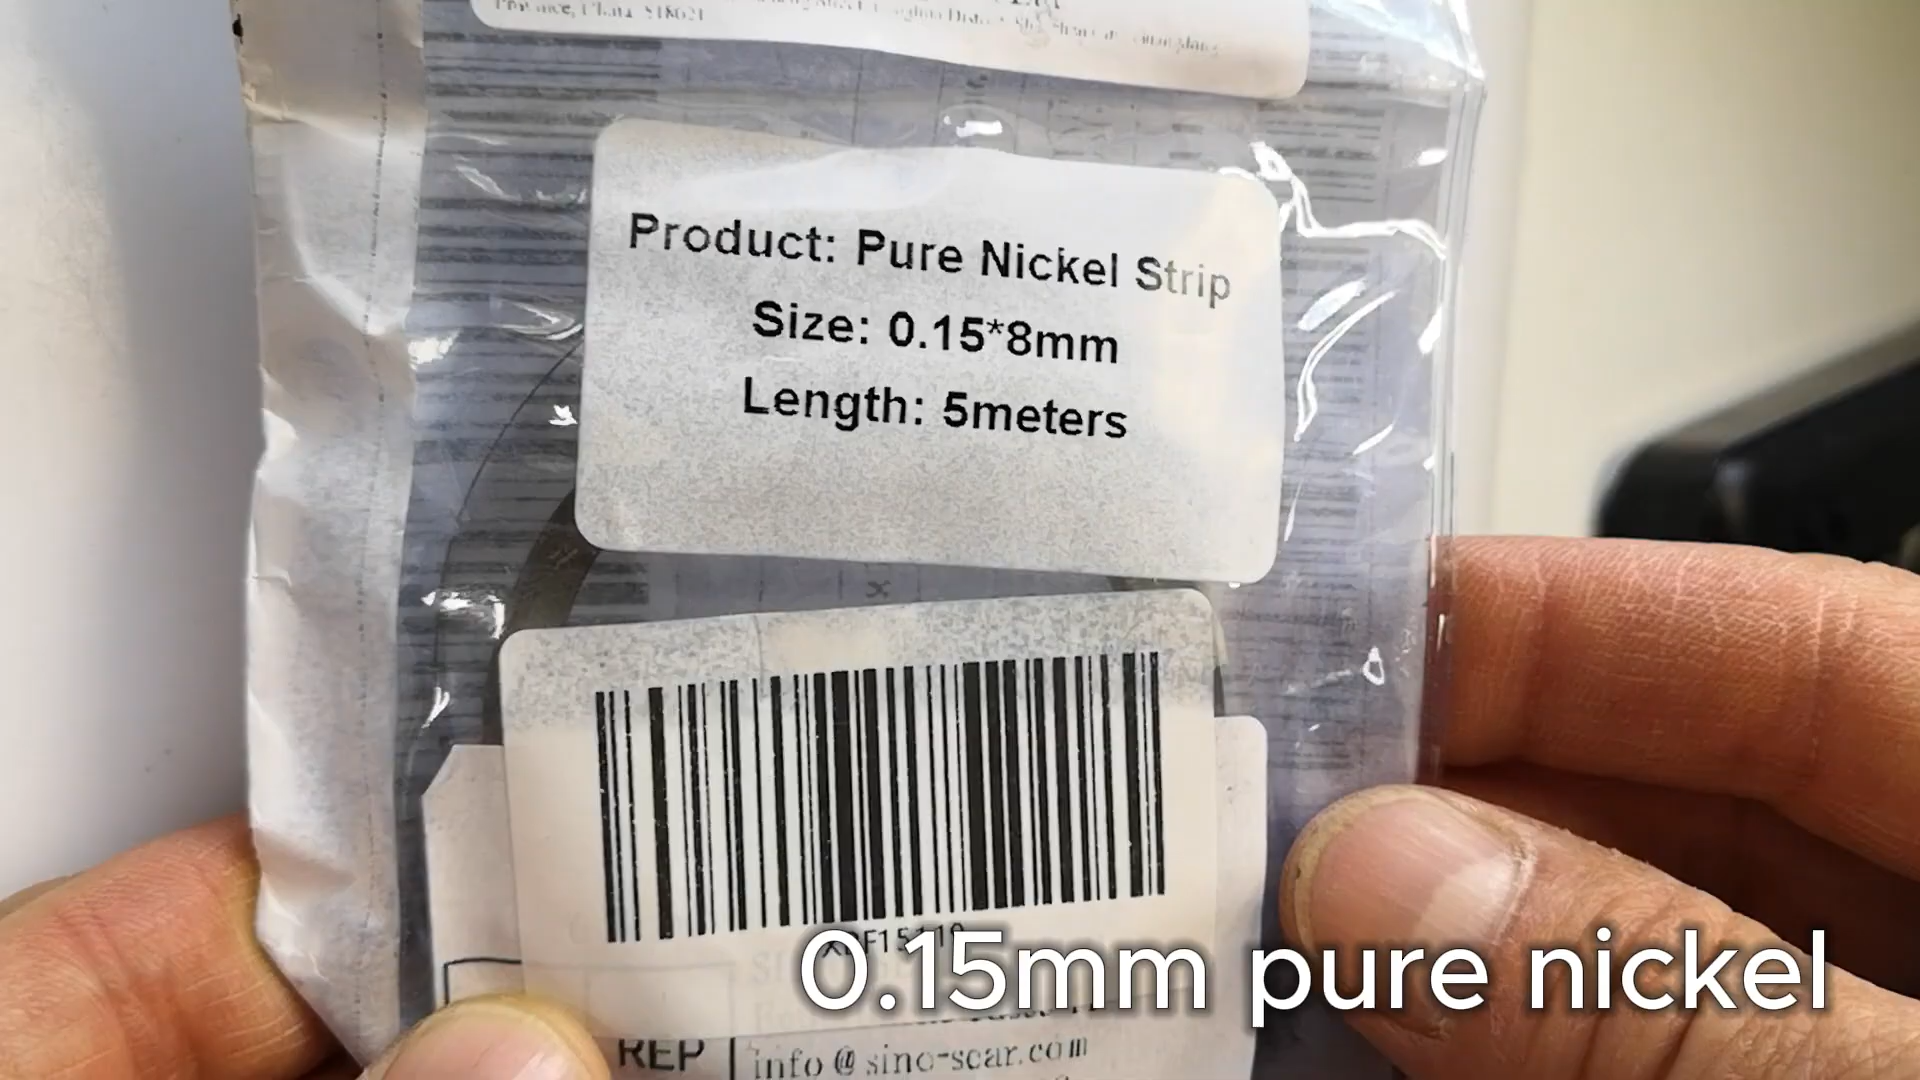 Product: Pure Nickel Strip
Size: 0.15*8mm
Length: 5meters
0.15mm pure nickel
REP
info@sino-scar.com